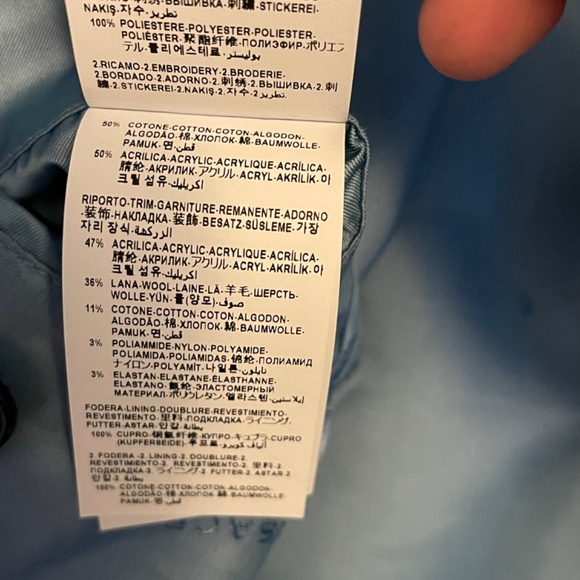 NAKIŞ·자수·تطريز
100% POLIESTERE·POLYESTER·POLIESTER·
POLIÉSTER·聚酯纤维·ПОЛИЭФИР·ポリエス
テル·폴리에스테르·بوليستر
2.RICAMO·2.EMBROIDERY·2.BRODERIE·
2.BORDADO·2.ADORNO·2.刺绣·2.ВЫШИВКА·2.刺
繍·2.STICKEREI·2.NAKIŞ·2.자수·2.تطريز
50% COTONE·COTTON·COTON·ALGODON·
ALGODÃO·棉·ХЛОПОК·綿·BAUMWOLLE·
PAMUK·면·قطن
50% ACRILICA·ACRYLIC·ACRYLIQUE·ACRÍLICA·
腈纶·АКРИЛИК·アクリル·ACRYL·AKRİLİK·아
크릴 섬유·اكريليك
RIPORTO·TRIM·GARNITURE·REMANENTE·ADORNO
·装饰·НАКЛАДКА·装飾·BESATZ·SÜSLEME·가장
자리 장식·الزركشة
47% ACRILICA·ACRYLIC·ACRYLIQUE·ACRÍLICA·
腈纶·АКРИЛИК·アクリル·ACRYL·AKRİLİK·아
크릴 섬유·اكريليك
36% LANA·WOOL·LAINE·LÃ·羊毛·ШЕРСТЬ·
WOLLE·YÜN·울(양모)·صوف
11% COTONE·COTTON·COTON·ALGODON·
ALGODÃO·棉·ХЛОПОК·綿·BAUMWOLLE·
PAMUK·면·قطن
3% POLIAMMIDE·NYLON·POLYAMIDE·
POLIAMIDA·POLIAMIDAS·锦纶·ПОЛИАМИД
ナイロン·POLYAMİT·나일론·نايلون
3% ELASTAN·ELASTANE·ÉLASTHANNE·
ELASTANO·氨纶·ЭЛАСТОМЕРНЫЙ
МАТЕРИАЛ·ポリウレタン·엘라스텐·إيلاستين
FODERA·LINING·DOUBLURE·REVESTIMIENTO·
REVESTIMENTO·里料·ПОДКЛАДКА·ライニング·
FUTTER·ASTAR·안감·بطانة
100% CUPRO·铜氨纤维·КУПРО·キュプラ·CUPRO
(KUPFERSEIDE)·큐프로·ألياف كوبرو
2. FODERA·2. LINING·2. DOUBLURE·2.
REVESTIMIENTO·2. REVESTIMENTO·2. 里料·2.
ПОДКЛАДКА·2. ライニング·2. FUTTER·2. ASTAR·2.
안감·2. بطانة
100% COTONE·COTTON·COTON·ALGODON·
ALGODÃO·棉·ХЛОПОК·綿·BAUMWOLLE·
PAMUK·면·قطن